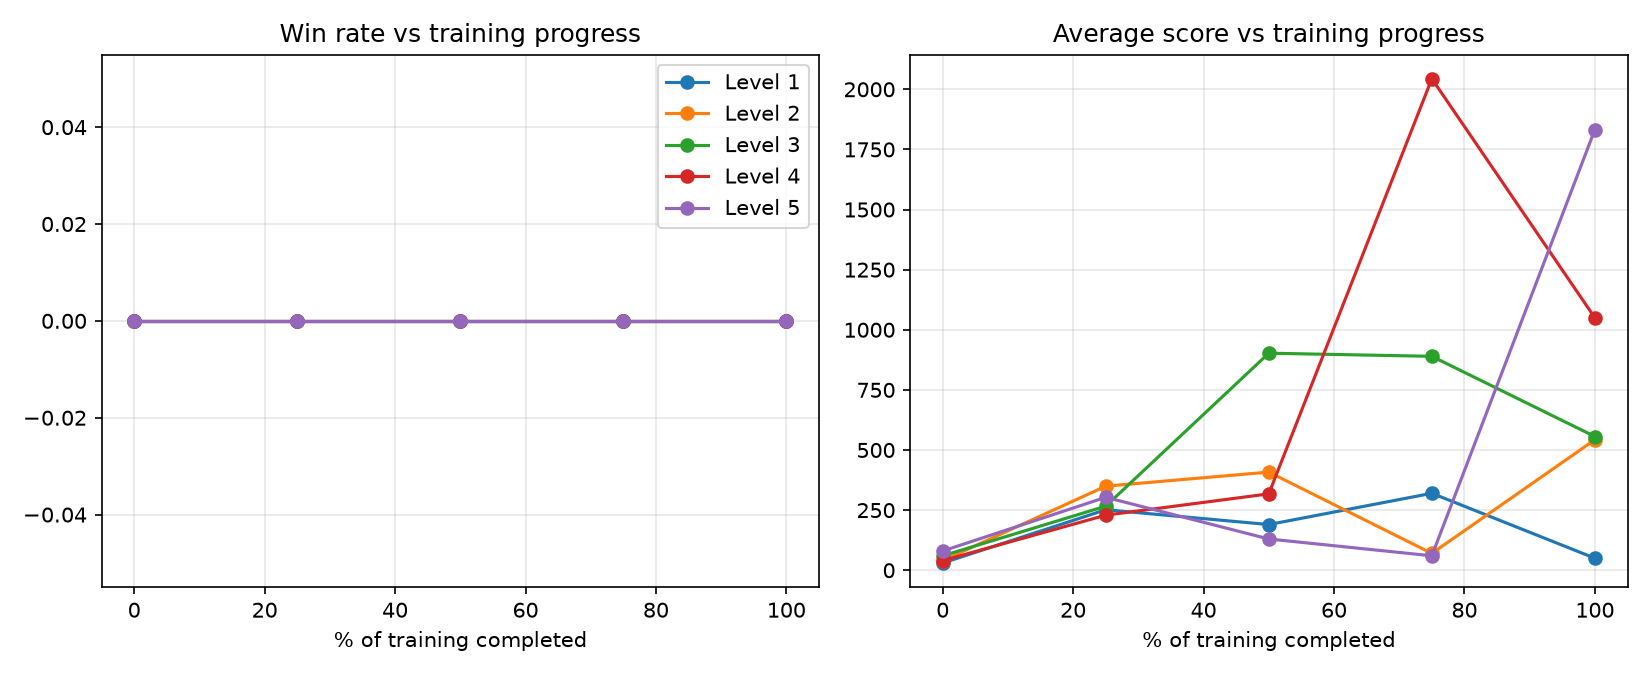 Win rate vs training progress
0.04
0.02
0.00
−0.02
−0.04
0 20 40 60 80 100
% of training completed
Level 1
Level 2
Level 3
Level 4
Level 5
Average score vs training progress
2000
1750
1500
1250
1000
750
500
250
0
0 20 40 60 80 100
% of training completed